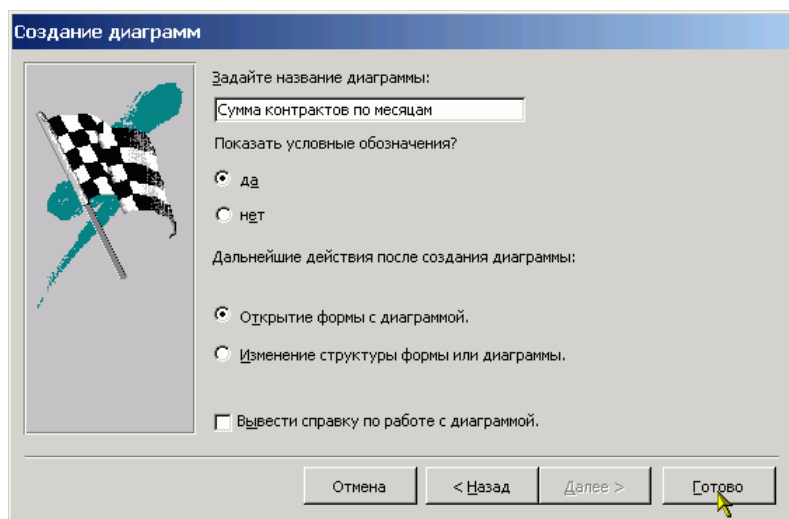 Создание диаграмм
Задайте название диаграммы:
Сумма контрактов по месяцам
Показать условные обозначения?
да
нет
Дальнейшие действия после создания диаграммы:
Открытие формы с диаграммой.
Изменение структуры формы или диаграммы.
Вывести справку по работе с диаграммой.
Отмена < Назад Далее > Готово